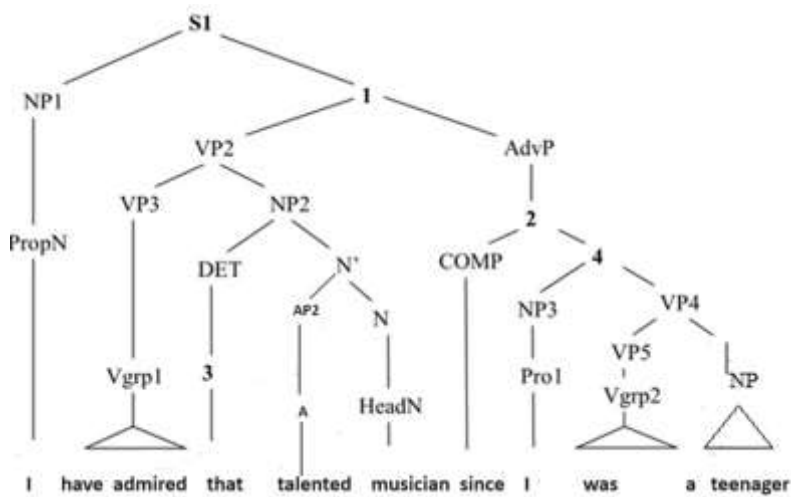 S1
NP1 1
VP2 AdvP
VP3 NP2 2
PropN DET N' COMP 4
AP2 N NP3 VP4
Vgrp1 3 Pro1 VP5 NP
A HeadN Vgrp2
I have admired that talented musician since I was a teenager